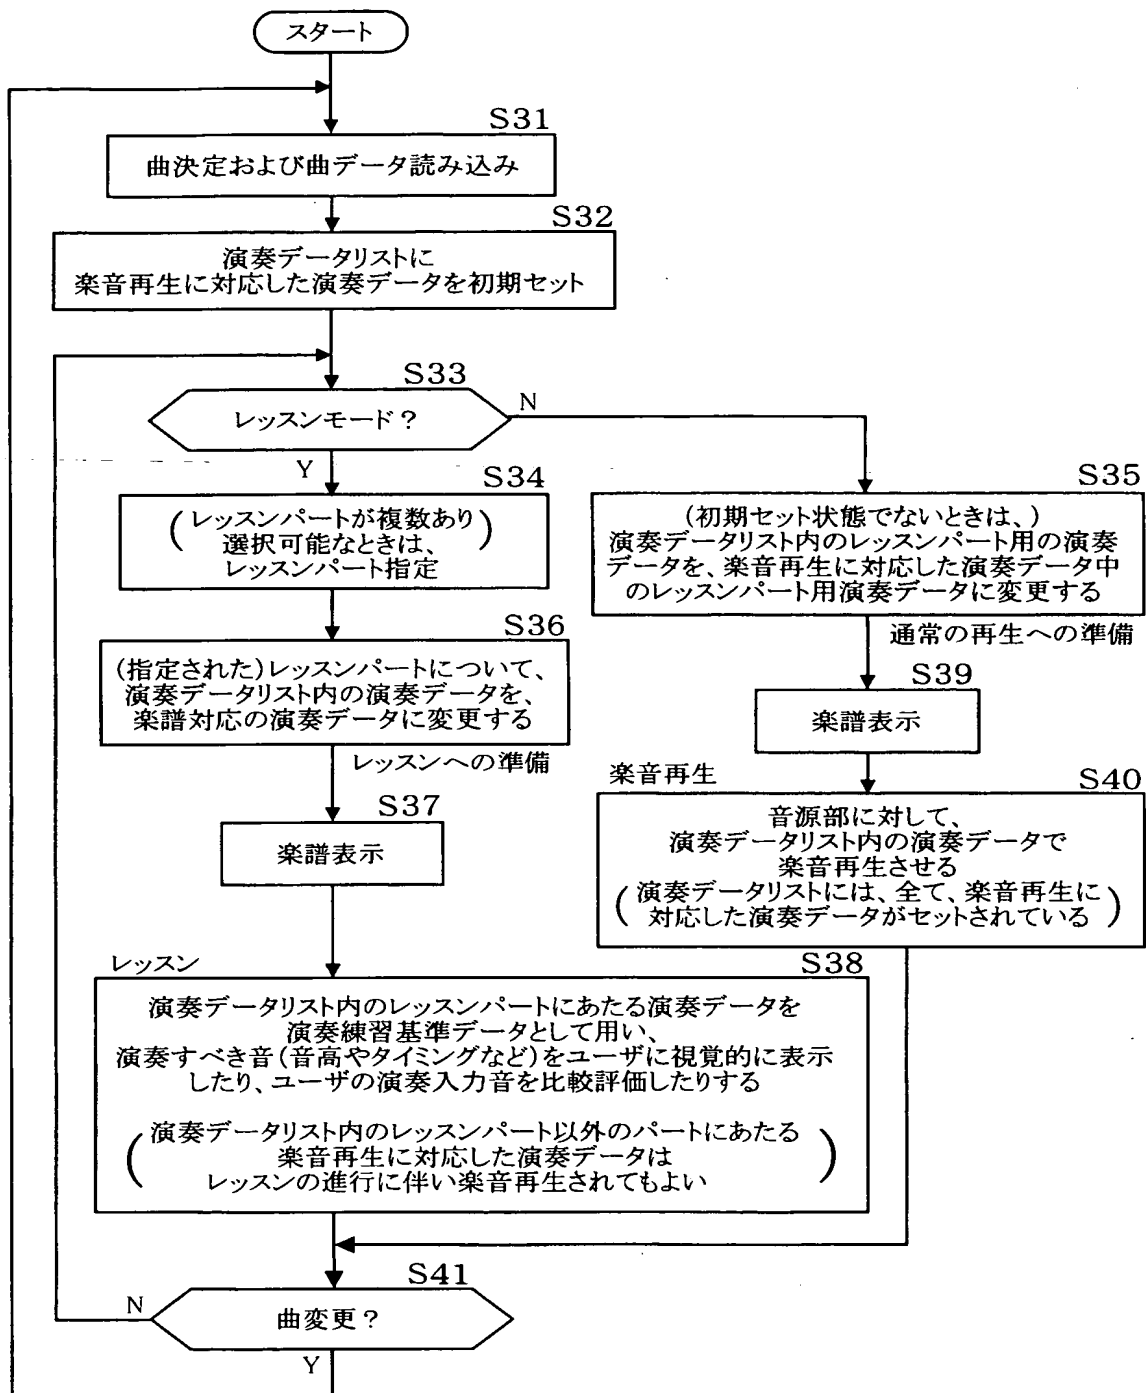 スタート
S31
曲決定および曲データ読み込み
S32
演奏データリストに
楽音再生に対応した演奏データを初期セット
S33
レッスンモード?
N
Y
S34
(レッスンパートが複数あり
選択可能なときは、)
レッスンパート指定
S35
(初期セット状態でないときは、)
演奏データリスト内のレッスンパート用の演奏
データを、楽音再生に対応した演奏データ中
のレッスンパート用演奏データに変更する
通常の再生への準備
S36
(指定された)レッスンパートについて、
演奏データリスト内の演奏データを、
楽譜対応の演奏データに変更する
レッスンへの準備
S39
楽譜表示
S37
楽譜表示
楽音再生
S40
音源部に対して、
演奏データリスト内の演奏データで
楽音再生させる
(演奏データリストには、全て、楽音再生に
対応した演奏データがセットされている)
レッスン
S38
演奏データリスト内のレッスンパートにあたる演奏データを
演奏練習基準データとして用い、
演奏すべき音(音高やタイミングなど)をユーザに視覚的に表示
したり、ユーザの演奏入力音を比較評価したりする
(演奏データリスト内のレッスンパート以外のパートにあたる
楽音再生に対応した演奏データは
レッスンの進行に伴い楽音再生されてもよい)
S41
曲変更?
N
Y